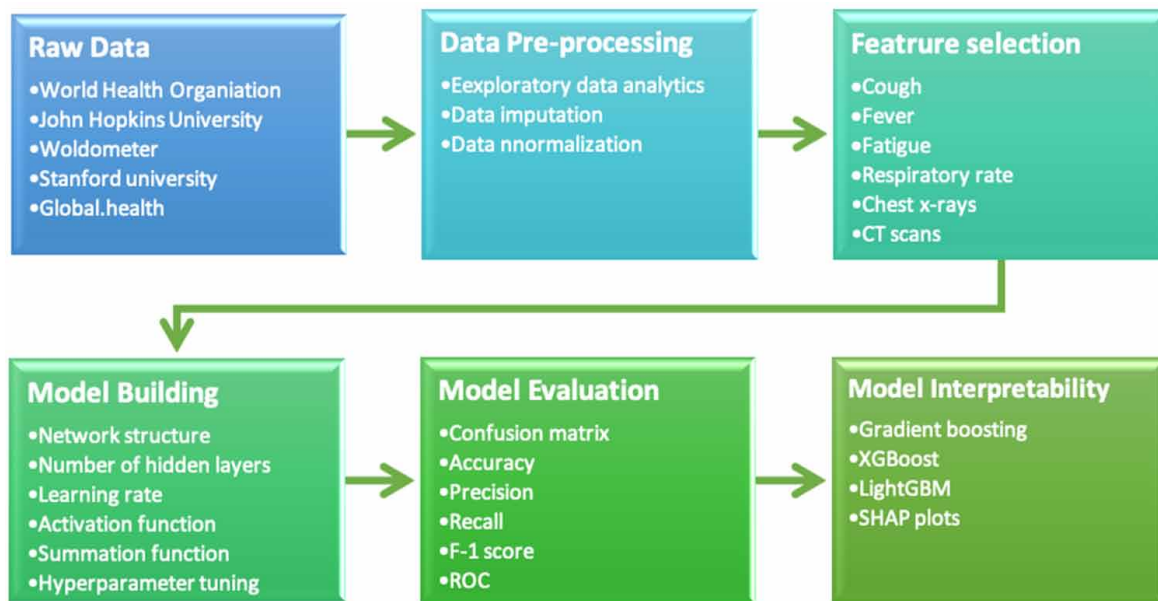 Raw Data
•World Health Organiation
•John Hopkins University
•Woldometer
•Stanford university
•Global.health
Data Pre-processing
•Eexploratory data analytics
•Data imputation
•Data nnormalization
Featrure selection
•Cough
•Fever
•Fatigue
•Respiratory rate
•Chest x-rays
•CT scans
Model Building
•Network structure
•Number of hidden layers
•Learning rate
•Activation function
•Summation function
•Hyperparameter tuning
Model Evaluation
•Confusion matrix
•Accuracy
•Precision
•Recall
•F-1 score
•ROC
Model Interpretability
•Gradient boosting
•XGBoost
•LightGBM
•SHAP plots